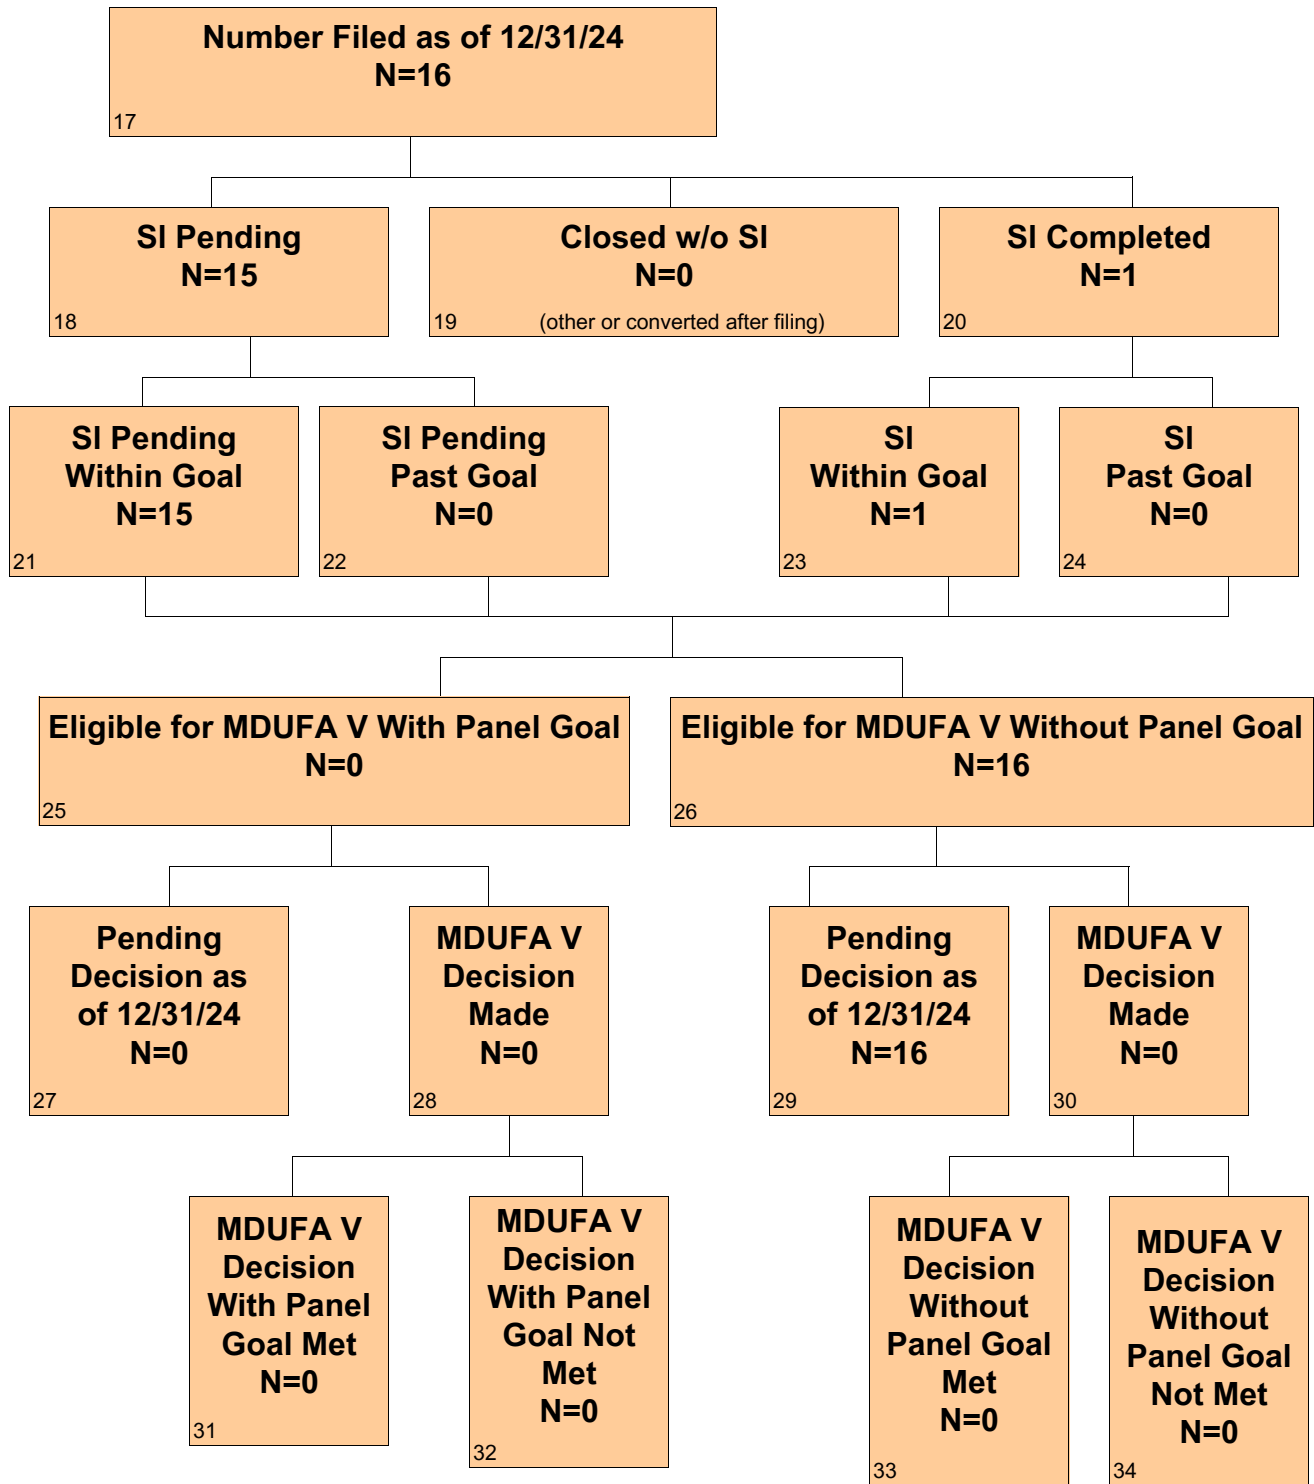 Number Filed as of 12/31/24
N=16
17
SI Pending
N=15
18
Closed w/o SI
N=0
19 (other or converted after filing)
SI Completed
N=1
20
SI Pending
Within Goal
N=15
21
SI Pending
Past Goal
N=0
22
SI
Within Goal
N=1
23
SI
Past Goal
N=0
24
Eligible for MDUFA V With Panel Goal
N=0
25
Eligible for MDUFA V Without Panel Goal
N=16
26
Pending
Decision as
of 12/31/24
N=0
27
MDUFA V
Decision
Made
N=0
28
Pending
Decision as
of 12/31/24
N=16
29
MDUFA V
Decision
Made
N=0
30
MDUFA V
Decision
With Panel
Goal Met
N=0
31
MDUFA V
Decision
With Panel
Goal Not
Met
N=0
32
MDUFA V
Decision
Without
Panel Goal
Met
N=0
33
MDUFA V
Decision
Without
Panel Goal
Not Met
N=0
34